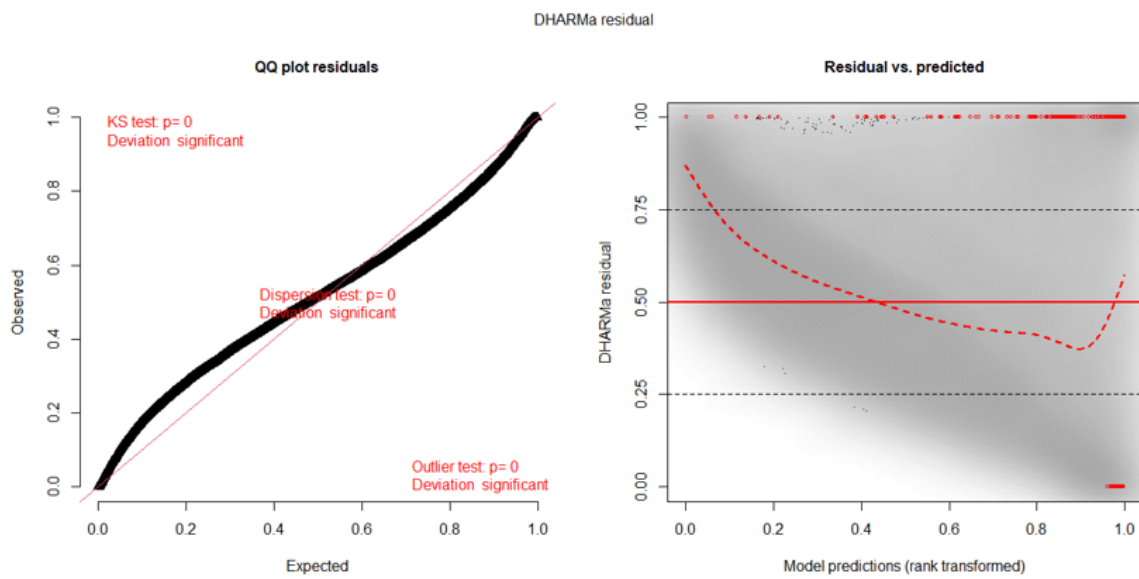 DHARMa residual
QQ plot residuals
KS test: p= 0
Deviation significant
Dispersion test: p= 0
Deviation significant
Outlier test: p= 0
Deviation significant
Observed
0.0
0.2
0.4
0.6
0.8
1.0
0.0
0.2
0.4
0.6
0.8
1.0
Expected
Residual vs. predicted
DHARMa residual
0.00
0.25
0.50
0.75
1.00
0.0
0.2
0.4
0.6
0.8
1.0
Model predictions (rank transformed)